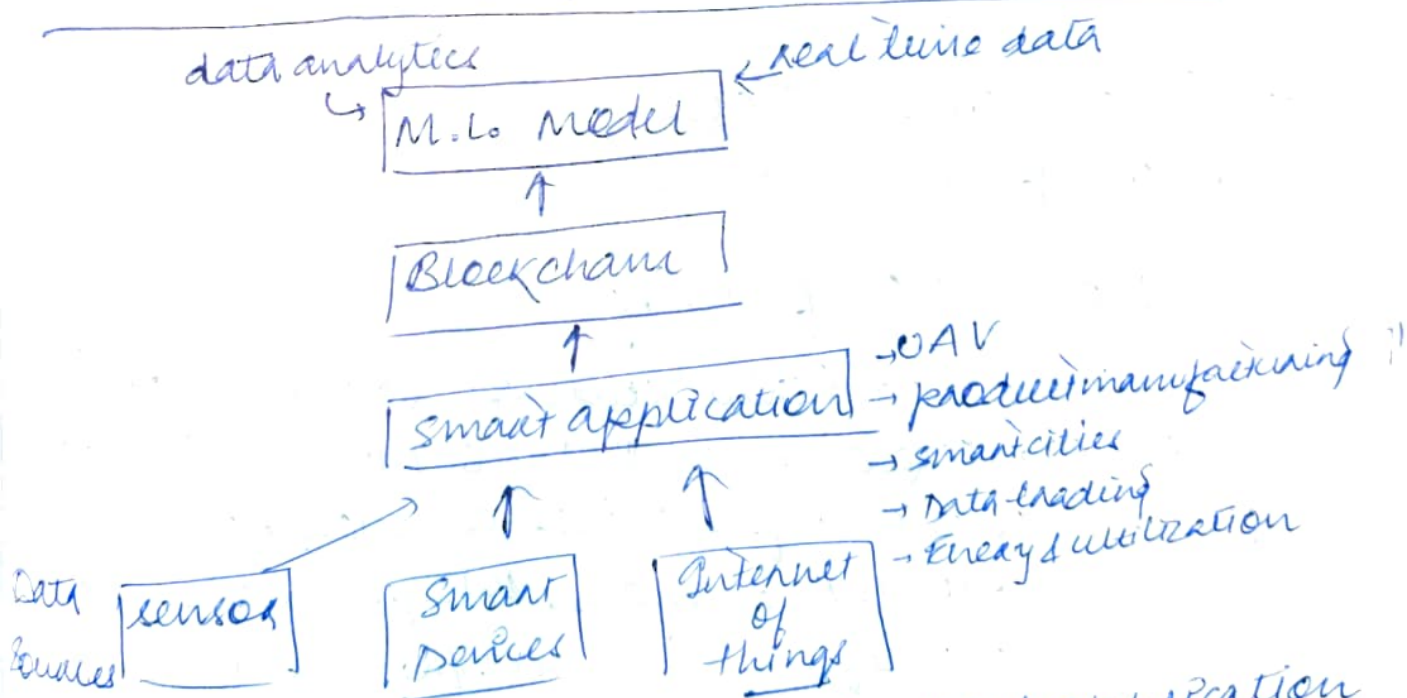 data analytics
real time data
M.L. Model
Blockchain
Smart application
→ UAV
→ product manufacturing
→ smart cities
→ Data trading
→ Energy & utilization
Data
Sources
sensor
Smart
Devices
Internet
of
things